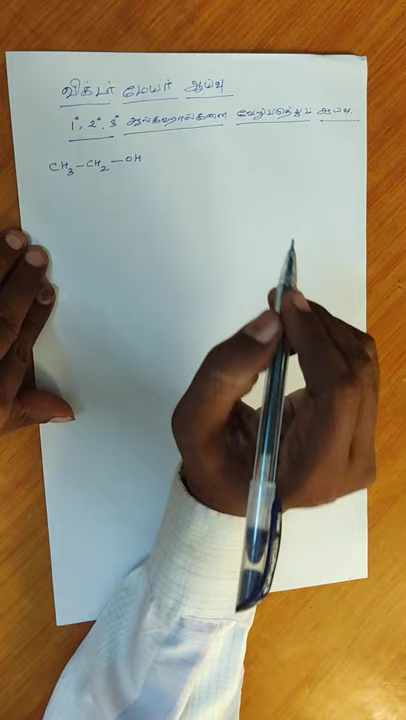 விக்டர் மேயர் ஆய்வு
1°, 2°, 3° ஆல்கஹால்களை வேறுபடுத்தும் ஆய்வு.
CH₃ – CH₂ – OH